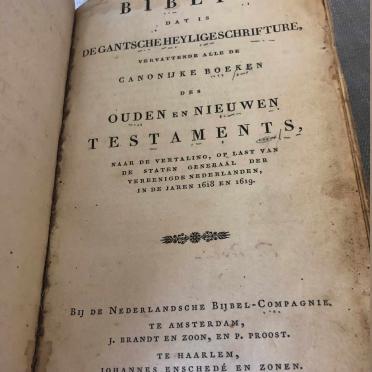 BIBLI
DAT IS
DE GANTSCHE HEYLIGE SCHRIFTURE,
VERVATTENDE ALLE DE
CANONIJKE BOEKEN
DES
OUDEN EN NIEUWEN
TESTAMENTS,
NAAR DE VERTALING, OP LAST VAN
DE STATEN GENERAAL DER
VEREENIGDE NEDERLANDEN,
IN DE JAREN 1618 EN 1619.
BIJ DE NEDERLANDSCHE BIJBEL-COMPAGNIE.
TE AMSTERDAM,
J. BRANDT EN ZOON, EN P. PROOST.
TE HAARLEM,
JOHANNES ENSCHEDÉ EN ZONEN.